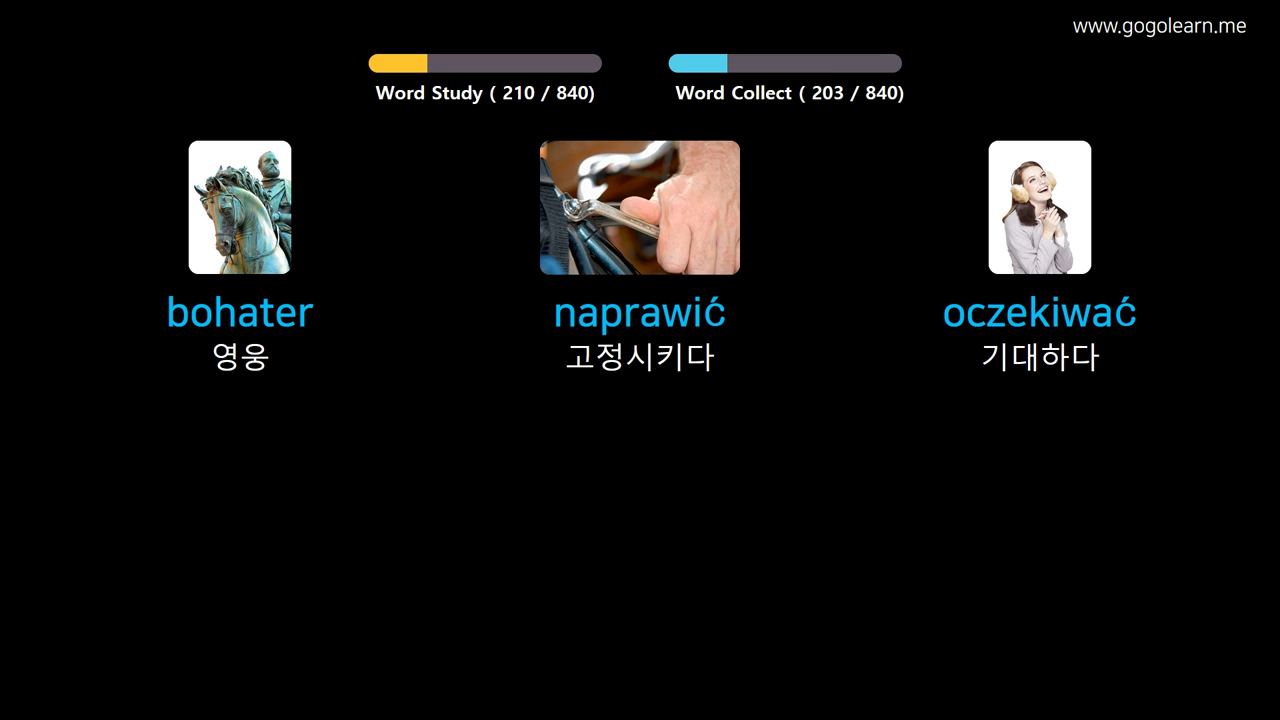 www.gogolearn.me
Word Study ( 210 / 840)
Word Collect ( 203 / 840)
bohater
영웅
naprawić
고정시키다
oczekiwać
기대하다